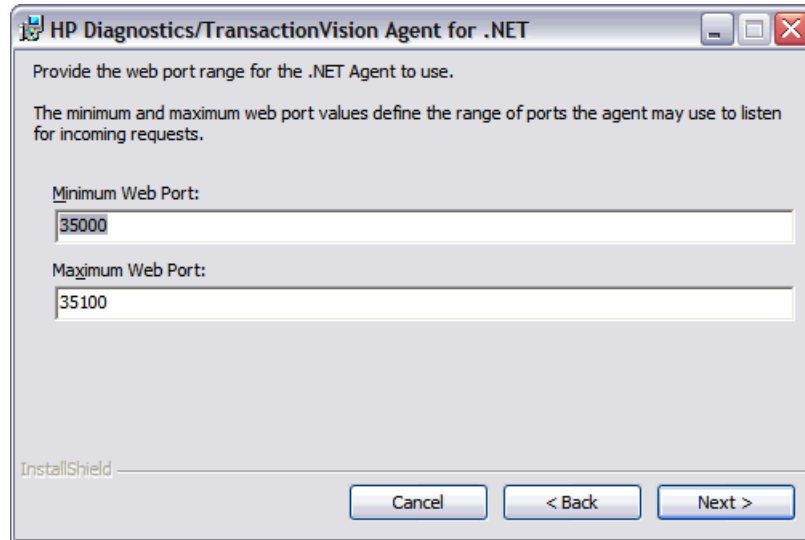 HP Diagnostics/TransactionVision Agent for .NET
Provide the web port range for the .NET Agent to use.
The minimum and maximum web port values define the range of ports the agent may use to listen
for incoming requests.
Minimum Web Port:
35000
Maximum Web Port:
35100
InstallShield
Cancel
< Back
Next >